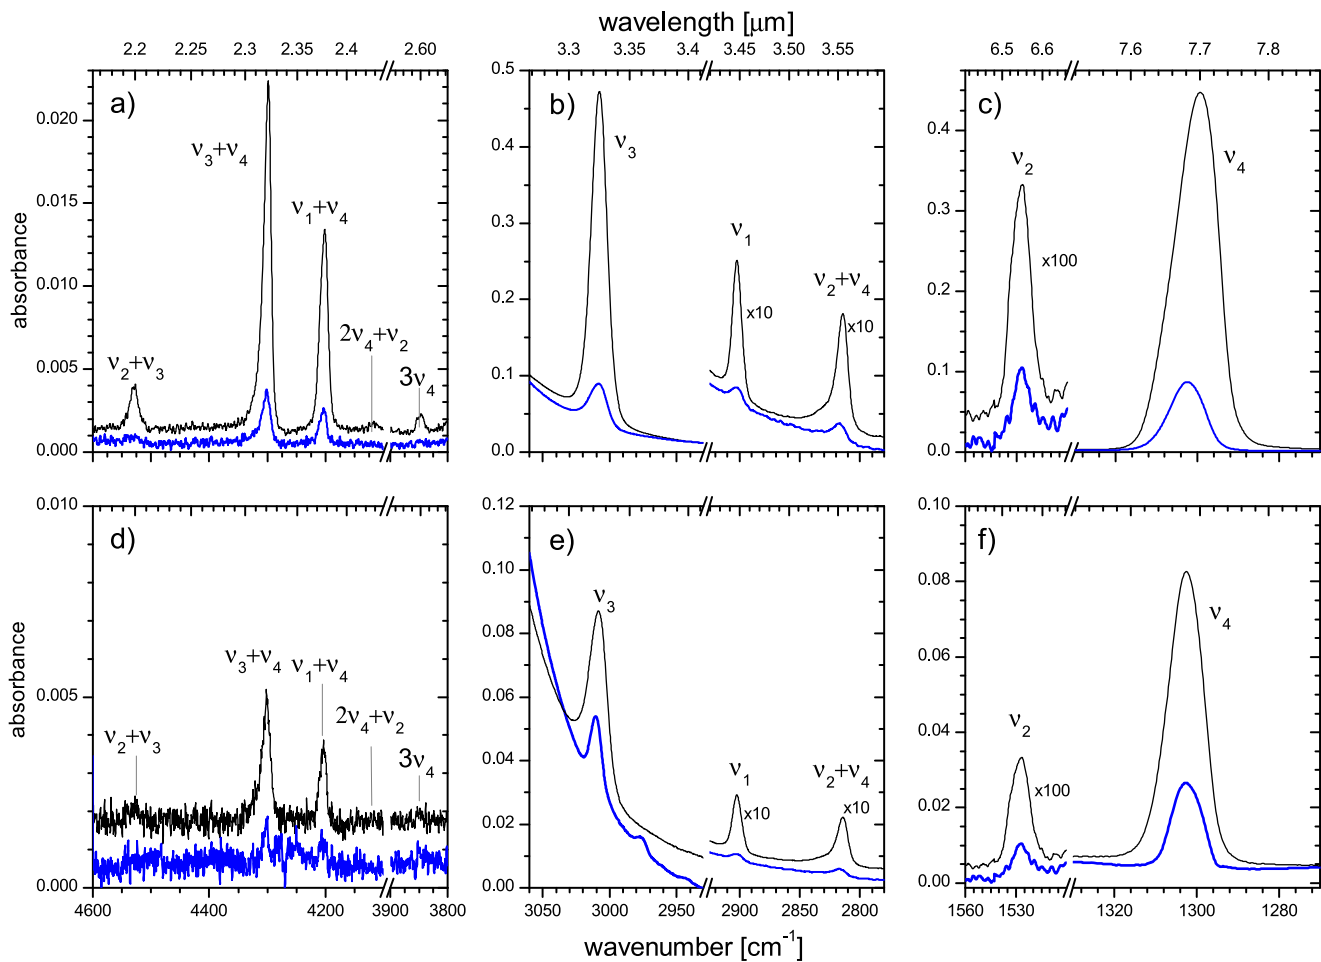 wavelength [μm]
2.2 2.25 2.3 2.35 2.4 2.60 3.3 3.35 3.4 3.45 3.50 3.55 6.5 6.6 7.6 7.7 7.8
a)
0.020
0.015
0.010
0.005
0.000
absorbance
ν3+ν4
ν1+ν4
2ν4+ν2
ν2+ν3
3ν4
b)
0.5
0.4
0.3
0.2
0.1
0.0
ν3
ν1
x10
ν2+ν4
x10
c)
0.4
0.3
0.2
0.1
0.0
ν2
x100
ν4
d)
0.010
0.005
0.000
absorbance
ν3+ν4
ν1+ν4
2ν4+ν2
ν2+ν3
3ν4
4600 4400 4200 3900 3800
e)
0.12
0.10
0.08
0.06
0.04
0.02
0.00
ν3
ν1
x10
ν2+ν4
x10
3050 3000 2950 2900 2850 2800
f)
0.10
0.08
0.06
0.04
0.02
0.00
ν2
x100
ν4
1560 1530 1320 1300 1280
wavenumber [cm-1]